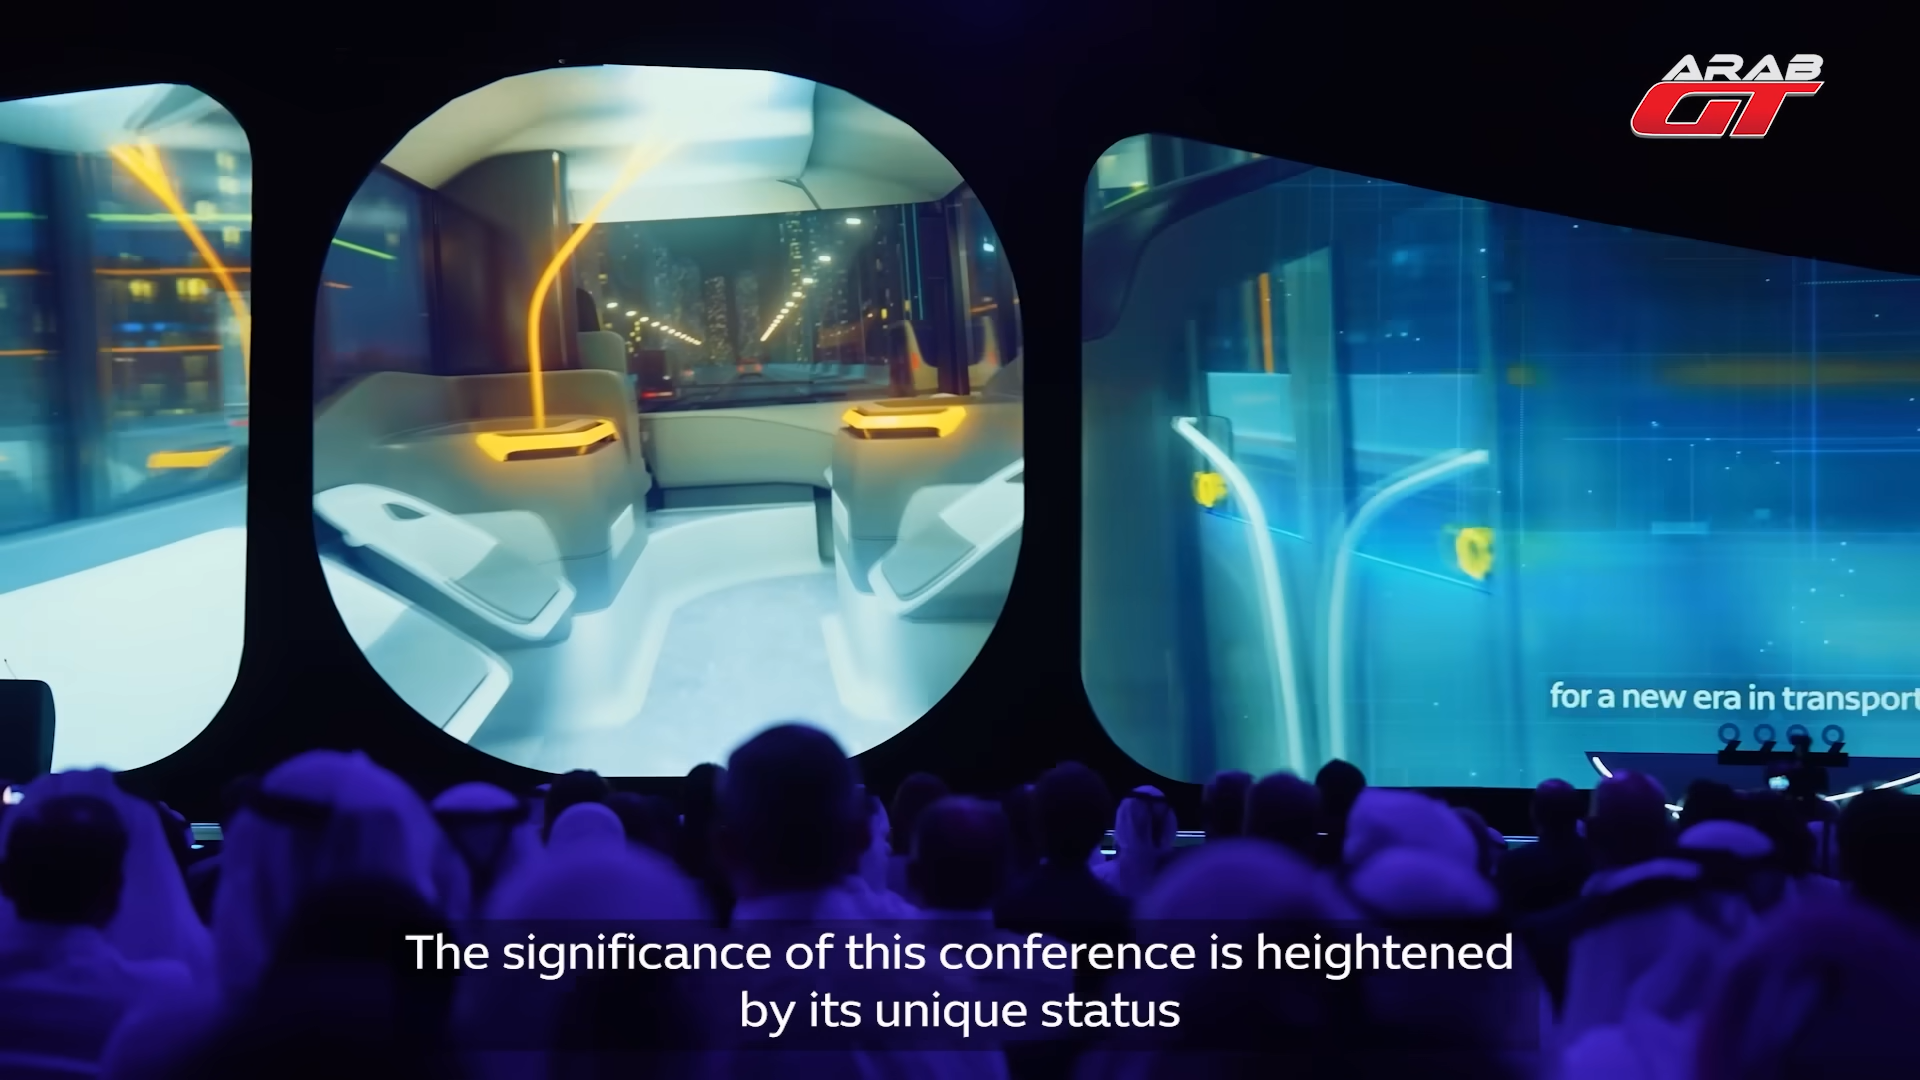 ARAB
GT
for a new era in transport
The significance of this conference is heightened
by its unique status